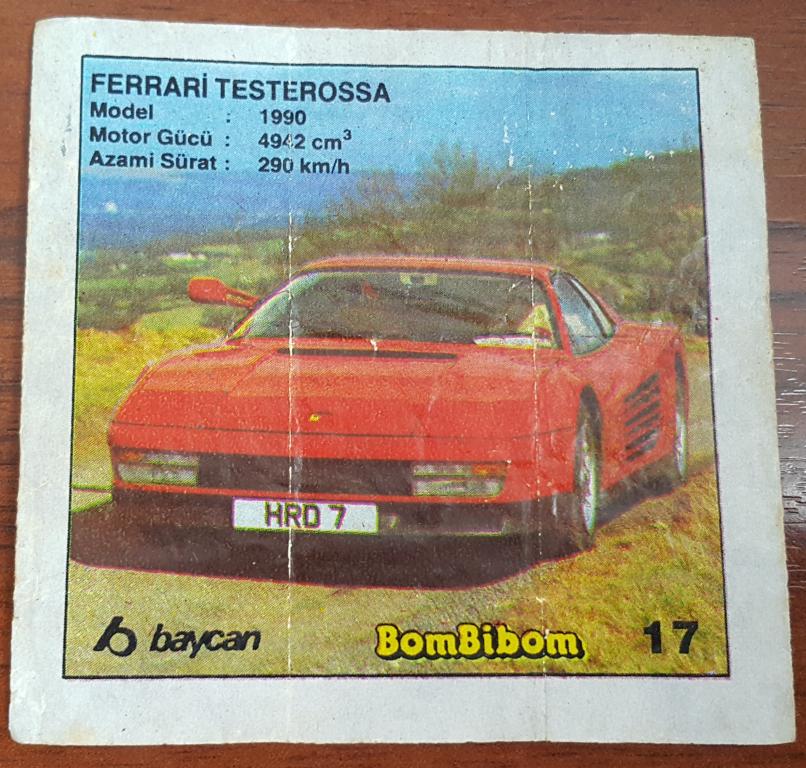 FERRARİ TESTEROSSA
Model : 1990
Motor Gücü : 4942 cm³
Azami Sürat : 290 km/h
HRD 7
b baycan
BomBibom
17